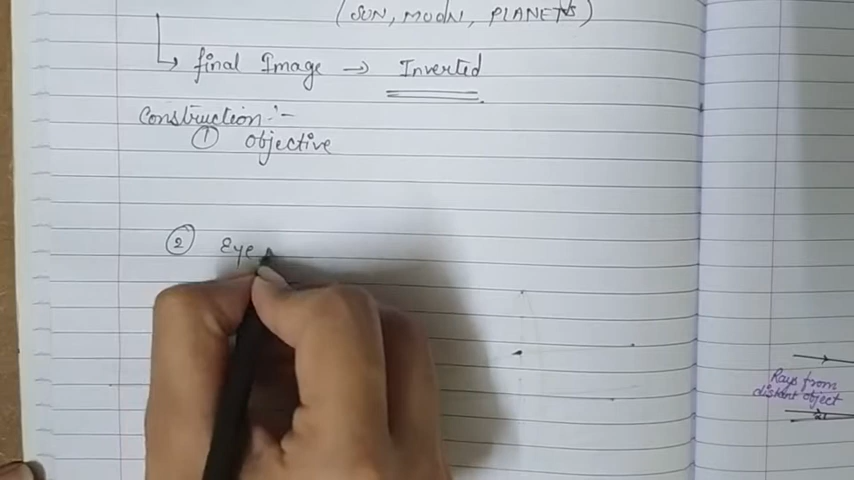 (SUN, MOON, PLANETS)
↳ final Image → Inverted
Construction :-
① Objective
② Eye
Rays from
distant object